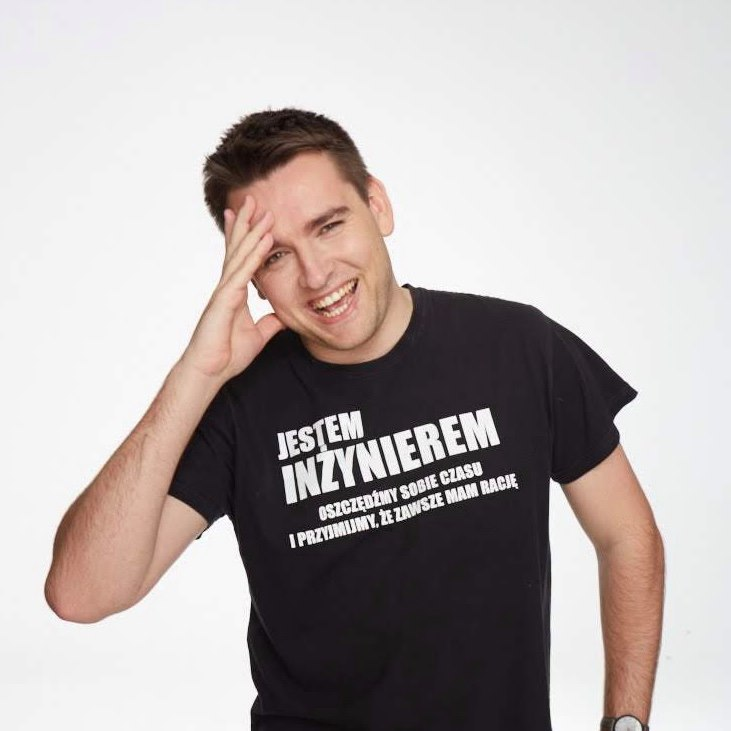 JESTEM
INŻYNIEREM
OSZCZĘDŹMY SOBIE CZASU
I PRZYJMIJMY, ŻE ZAWSZE MAM RACJĘ